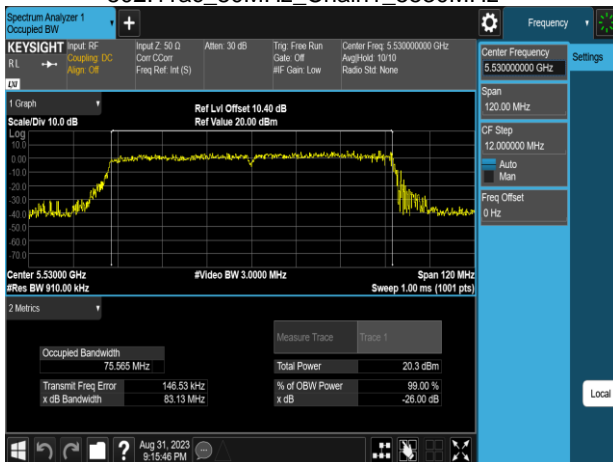 Spectrum Analyzer 1
Occupied BW
+
Frequency
KEYSIGHT
RL
LXI
Input: RF
Coupling: DC
Align: Off
Input Z: 50 Ω
Corr CCorr
Freq Ref: Int (S)
Atten: 30 dB
Trig: Free Run
Gate: Off
#IF Gain: Low
Center Freq: 5.530000000 GHz
Avg|Hold: 10/10
Radio Std: None
Center Frequency
5.530000000 GHz
Settings
Span
120.00 MHz
CF Step
12.000000 MHz
Auto
Man
Freq Offset
0 Hz
Local
1 Graph
Scale/Div 10.0 dB
Ref Lvl Offset 10.40 dB
Ref Value 20.00 dBm
Log
10.0
0.00
-10.0
-20.0
-30.0
-40.0
-50.0
-60.0
-70.0
Center 5.53000 GHz
#Video BW 3.0000 MHz
Span 120 MHz
#Res BW 910.00 kHz
Sweep 1.00 ms (1001 pts)
2 Metrics
Measure Trace
Trace 1
Occupied Bandwidth
75.565 MHz
Total Power
20.3 dBm
Transmit Freq Error
146.53 kHz
% of OBW Power
99.00 %
x dB Bandwidth
83.13 MHz
x dB
-26.00 dB
?
Aug 31, 2023
9:15:46 PM